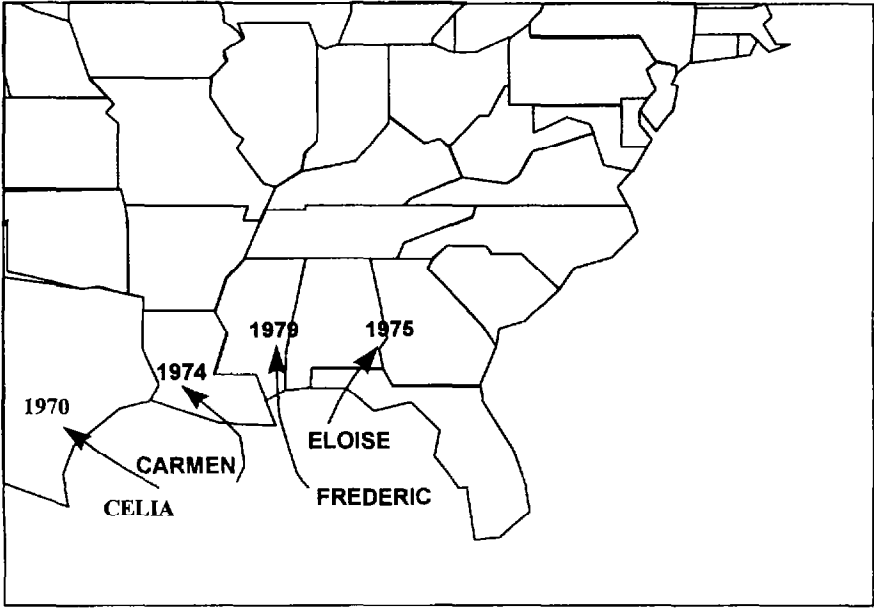 1979
1975
1974
1970
ELOISE
CARMEN
FREDERIC
CELIA